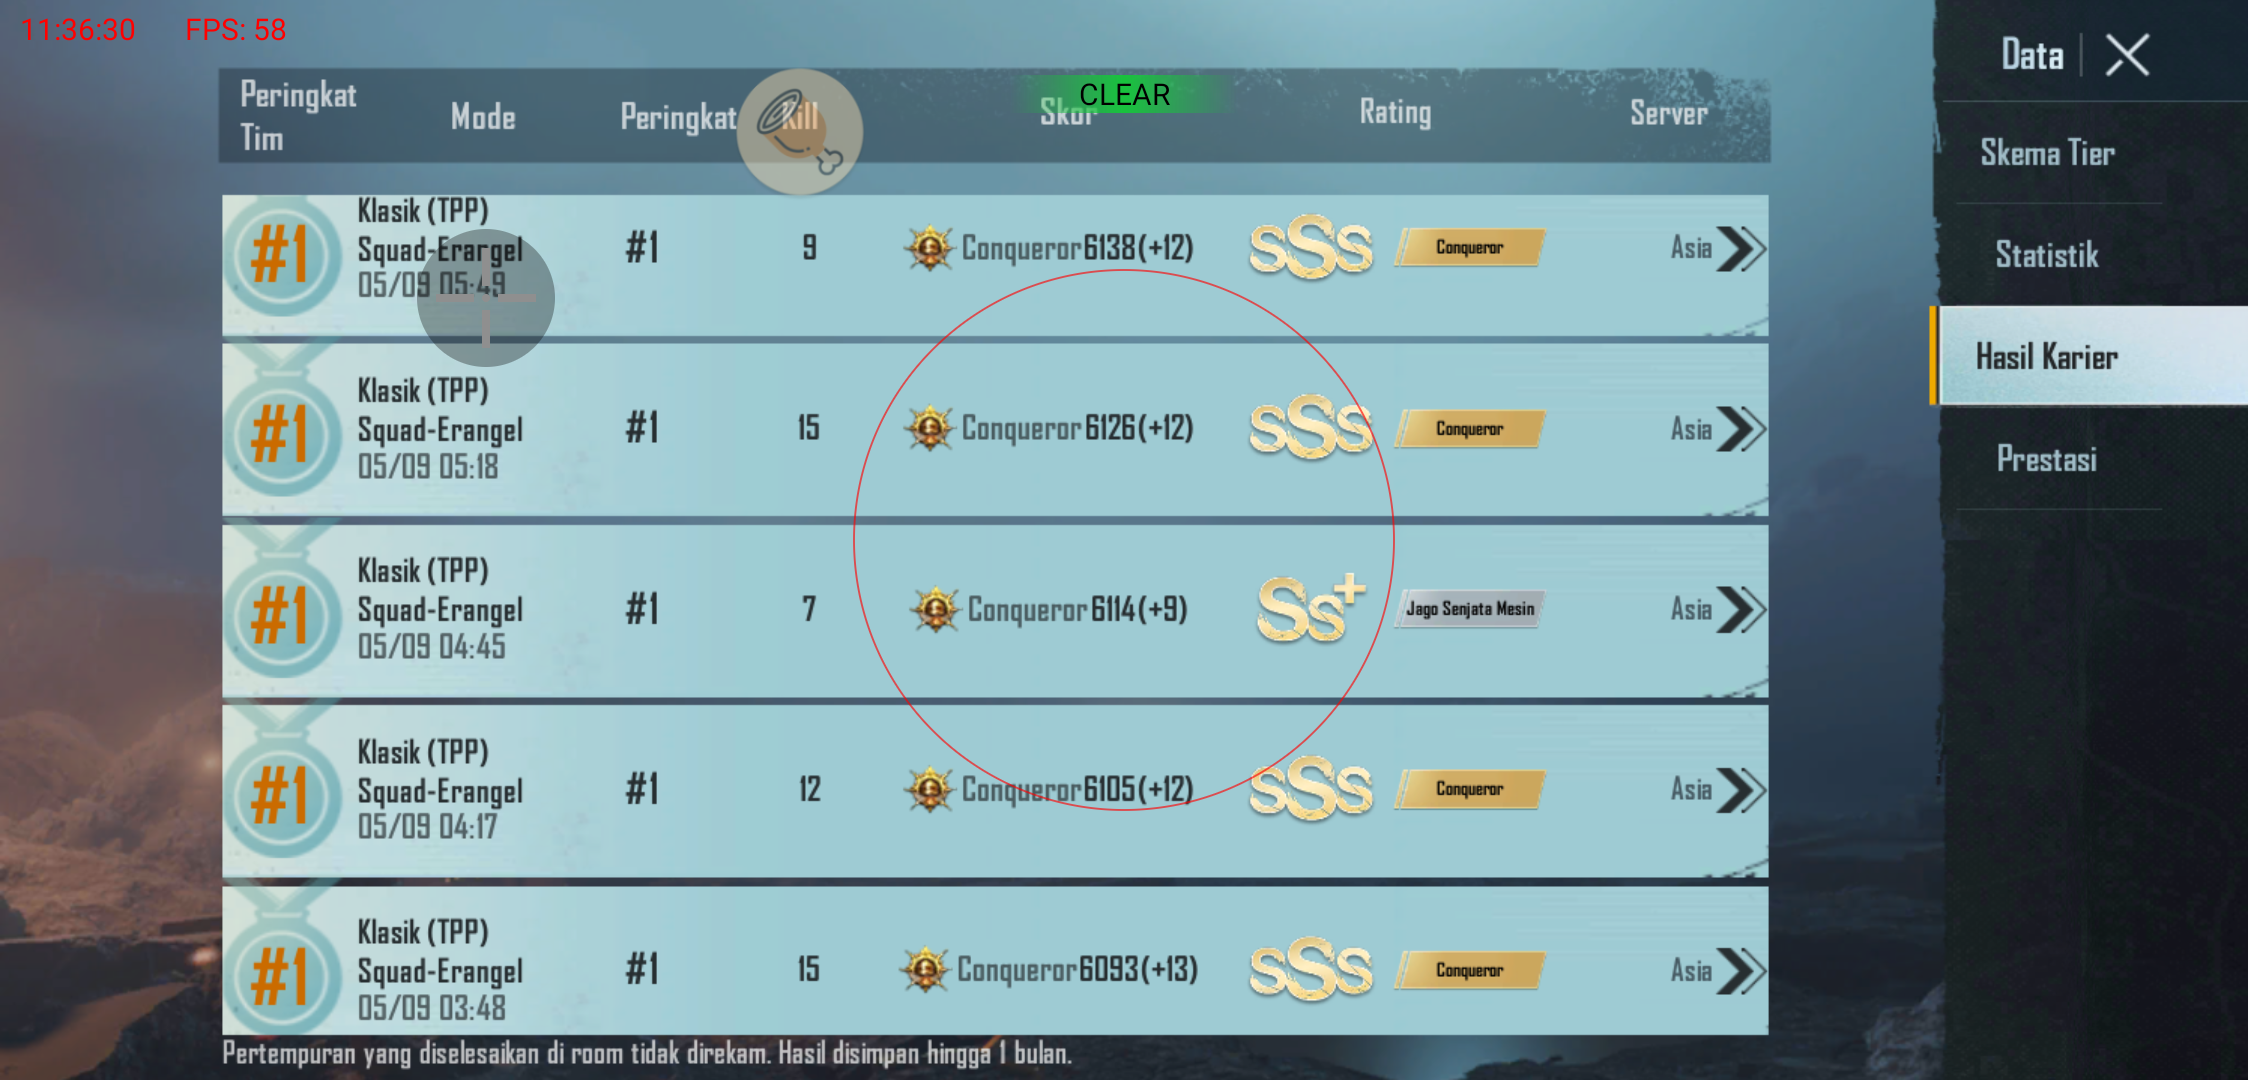 11:36:30 FPS: 58
Data
Peringkat Tim Mode Peringkat Kill Skor Rating Server
CLEAR
Skema Tier
Statistik
Hasil Karier
Prestasi
#1
Klasik (TPP)
Squad-Erangel
05/09 05:49
#1 9 Conqueror 6138(+12) SSS Conqueror Asia
#1
Klasik (TPP)
Squad-Erangel
05/09 05:18
#1 15 Conqueror 6126(+12) SSS Conqueror Asia
#1
Klasik (TPP)
Squad-Erangel
05/09 04:45
#1 7 Conqueror 6114(+9) SS+ Jago Senjata Mesin Asia
#1
Klasik (TPP)
Squad-Erangel
05/09 04:17
#1 12 Conqueror 6105(+12) SSS Conqueror Asia
#1
Klasik (TPP)
Squad-Erangel
05/09 03:48
#1 15 Conqueror 6093(+13) SSS Conqueror Asia
Pertempuran yang diselesaikan di room tidak direkam. Hasil disimpan hingga 1 bulan.